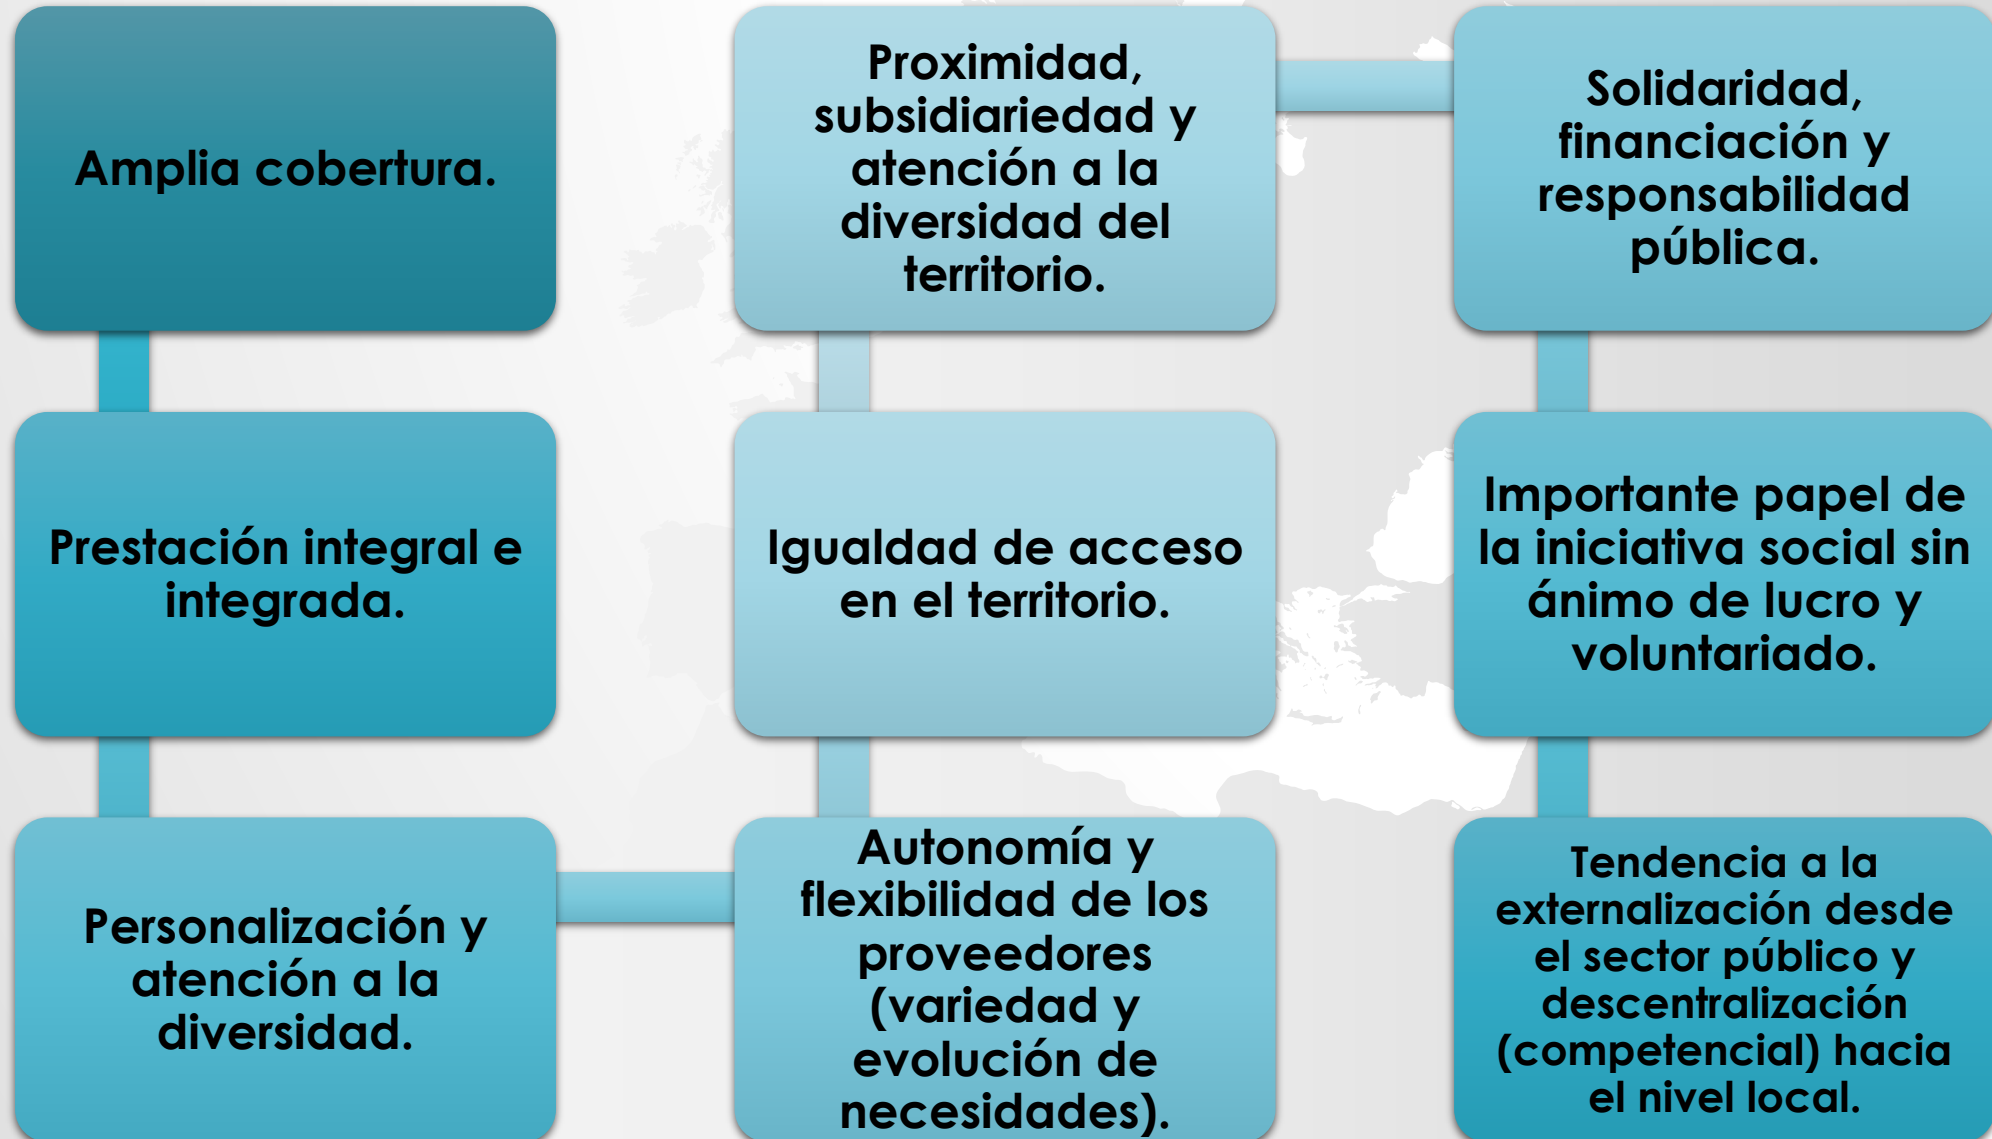 Amplia cobertura.
Prestación integral e
integrada.
Personalización y
atención a la
diversidad.
Autonomía y
flexibilidad de los
proveedores
(variedad y
evolución de
necesidades).
Igualdad de acceso
en el territorio.
Proximidad,
subsidiariedad y
atención a la
diversidad del
territorio.
Solidaridad,
financiación y
responsabilidad
pública.
Importante papel de
la iniciativa social sin
ánimo de lucro y
voluntariado.
Tendencia a la
externalización desde
el sector público y
descentralización
(competencial) hacia
el nivel local.